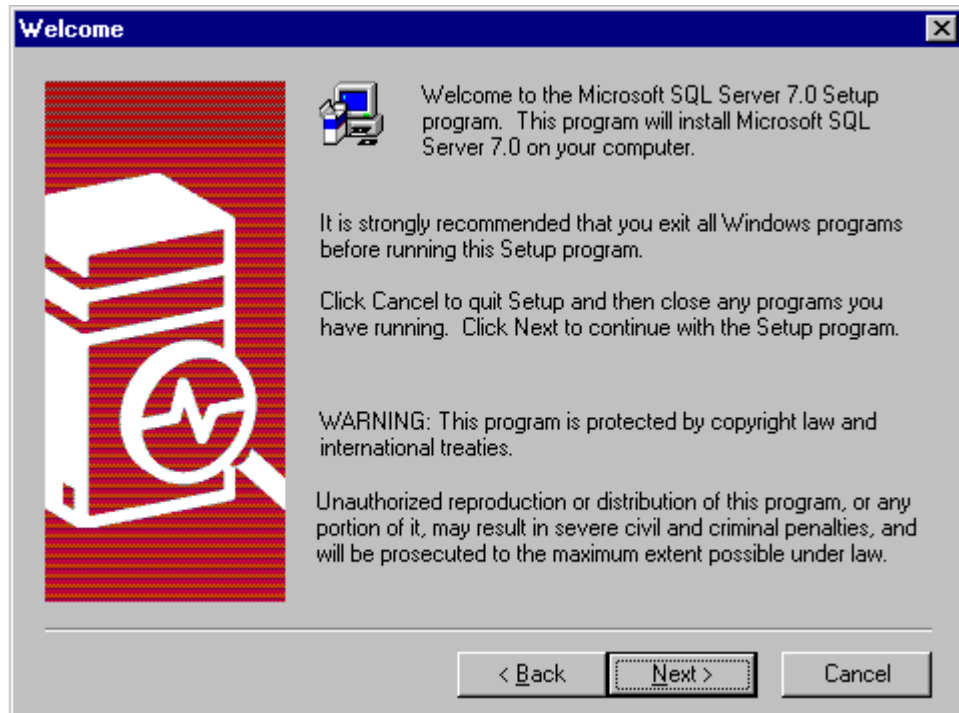 Welcome
Welcome to the Microsoft SQL Server 7.0 Setup
program.  This program will install Microsoft SQL
Server 7.0 on your computer.
It is strongly recommended that you exit all Windows programs
before running this Setup program.
Click Cancel to quit Setup and then close any programs you
have running.  Click Next to continue with the Setup program.
WARNING: This program is protected by copyright law and
international treaties.
Unauthorized reproduction or distribution of this program, or any
portion of it, may result in severe civil and criminal penalties, and
will be prosecuted to the maximum extent possible under law.
< Back
Next >
Cancel